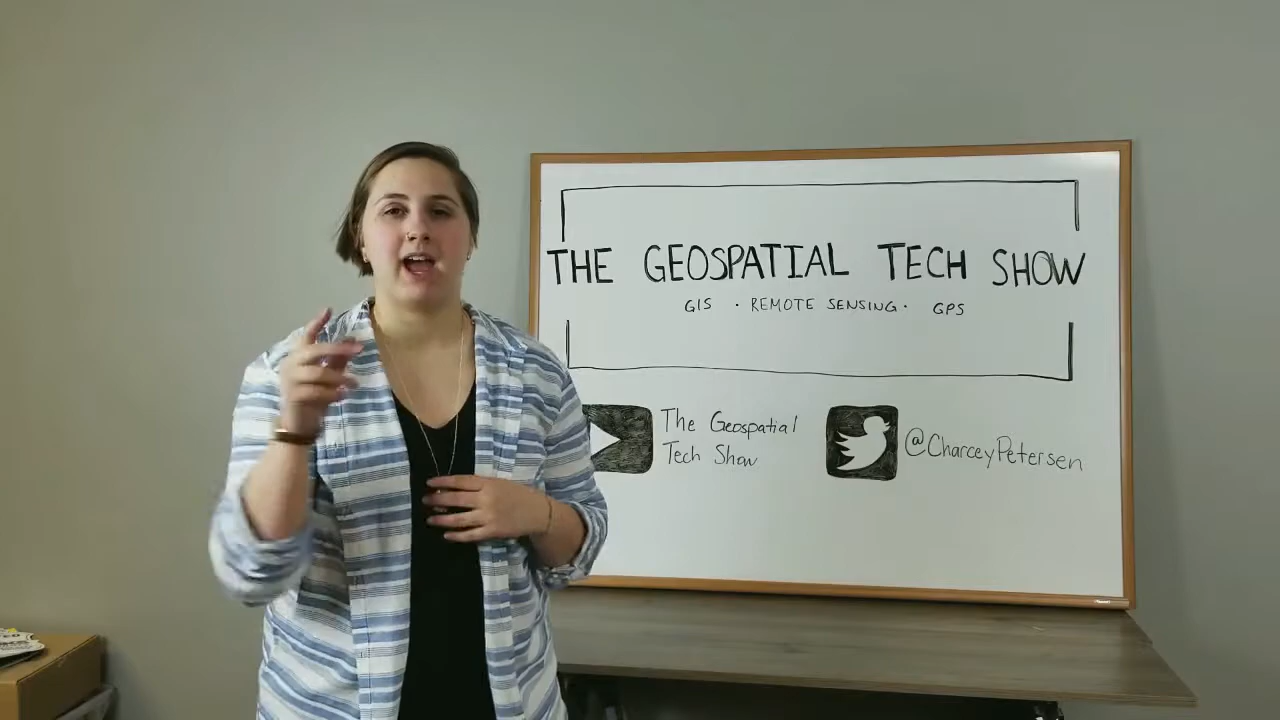 THE GEOSPATIAL TECH SHOW
GIS · REMOTE SENSING · GPS
The Geospatial
Tech Show
@CharceyPetersen